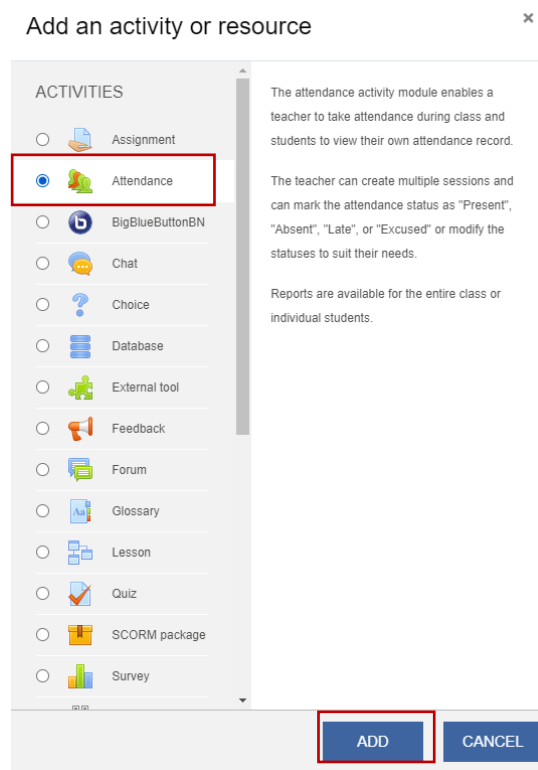 Add an activity or resource
×
ACTIVITIES
Assignment
Attendance
BigBlueButtonBN
Chat
Choice
Database
External tool
Feedback
Forum
Aa
Glossary
Lesson
Quiz
SCORM package
Survey
The attendance activity module enables a
teacher to take attendance during class and
students to view their own attendance record.
The teacher can create multiple sessions and
can mark the attendance status as "Present",
"Absent", "Late", or "Excused" or modify the
statuses to suit their needs.
Reports are available for the entire class or
individual students.
ADD
CANCEL